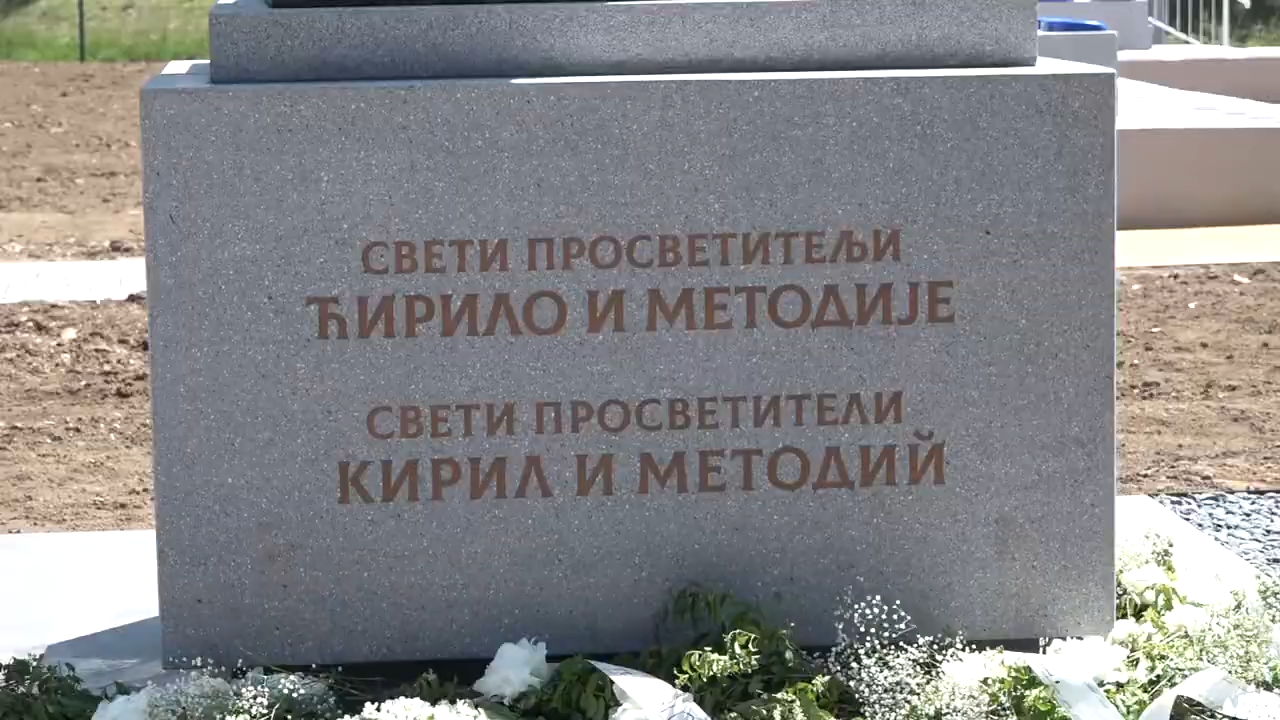 СВЕТИ ПРОСВЕТИТЕЉИ
ЋИРИЛО И МЕТОДИЈЕ
СВЕТИ ПРОСВЕТИТЕЛИ
КИРИЛ И МЕТОДИЙ